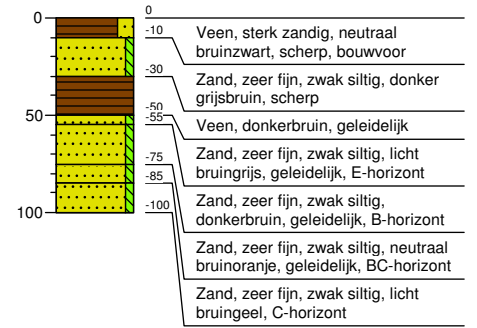 0
0
-10
Veen, sterk zandig, neutraal
bruinzwart, scherp, bouwvoor
-30
Zand, zeer fijn, zwak siltig, donker
grijsbruin, scherp
50
-50
Veen, donkerbruin, geleidelijk
-55
Zand, zeer fijn, zwak siltig, licht
bruingrijs, geleidelijk, E-horizont
-75
Zand, zeer fijn, zwak siltig,
donkerbruin, geleidelijk, B-horizont
-85
Zand, zeer fijn, zwak siltig, neutraal
bruinoranje, geleidelijk, BC-horizont
100
-100
Zand, zeer fijn, zwak siltig, licht
bruingeel, C-horizont